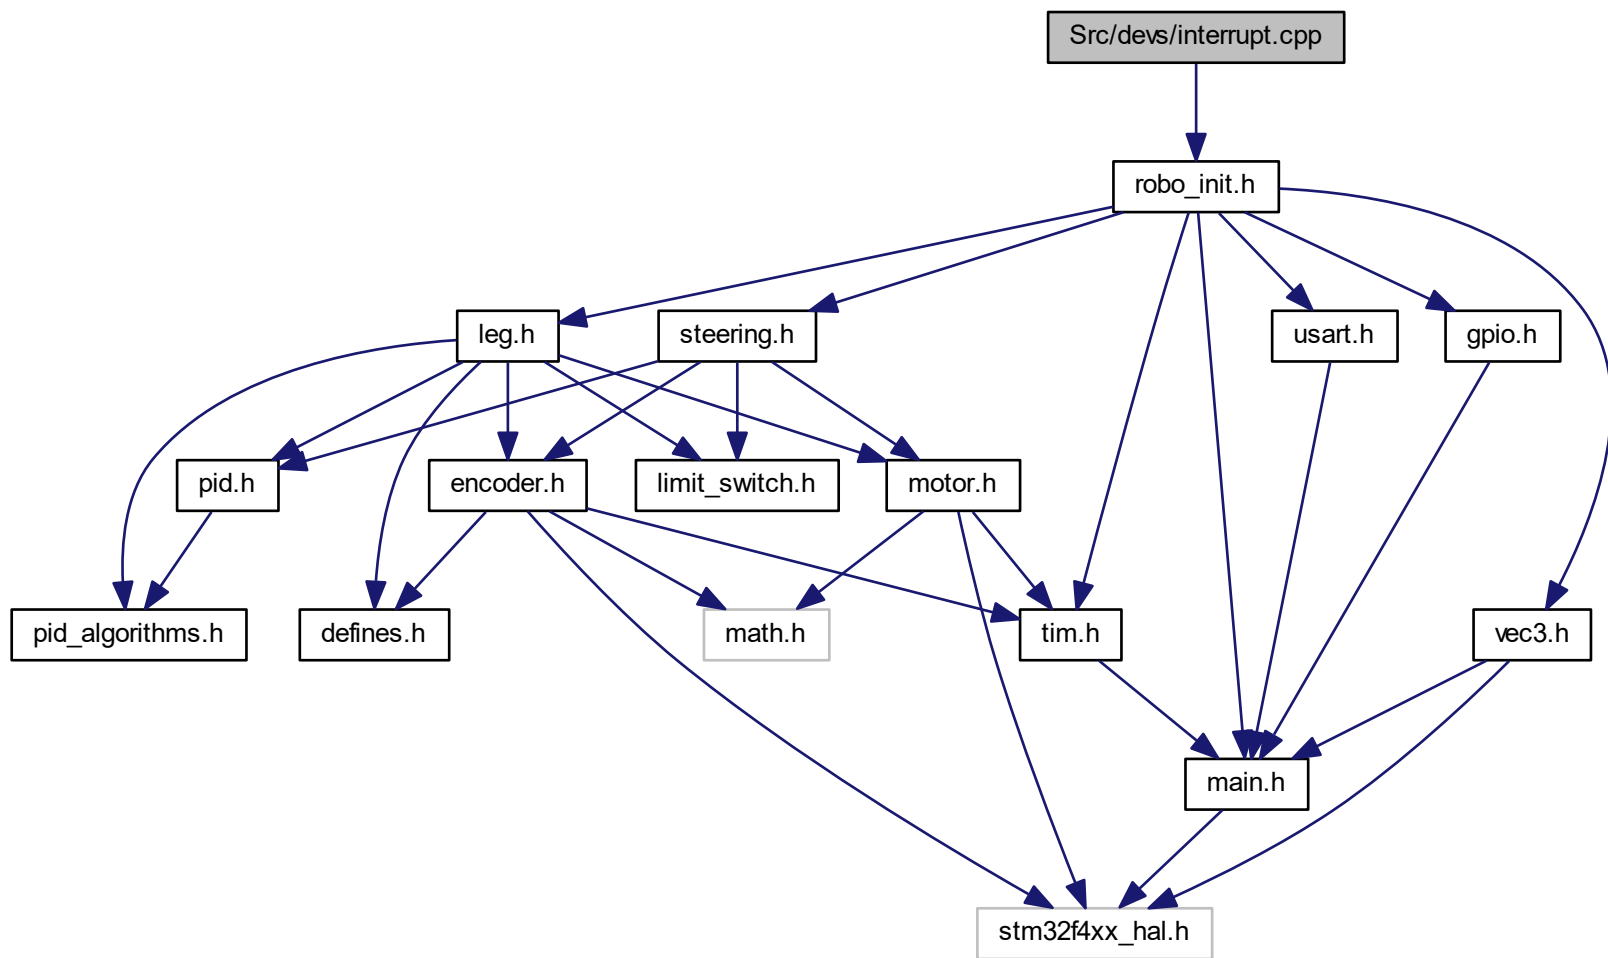 Src/devs/interrupt.cpp
robo_init.h
leg.h
steering.h
usart.h
gpio.h
pid.h
encoder.h
limit_switch.h
motor.h
pid_algorithms.h
defines.h
math.h
tim.h
vec3.h
main.h
stm32f4xx_hal.h